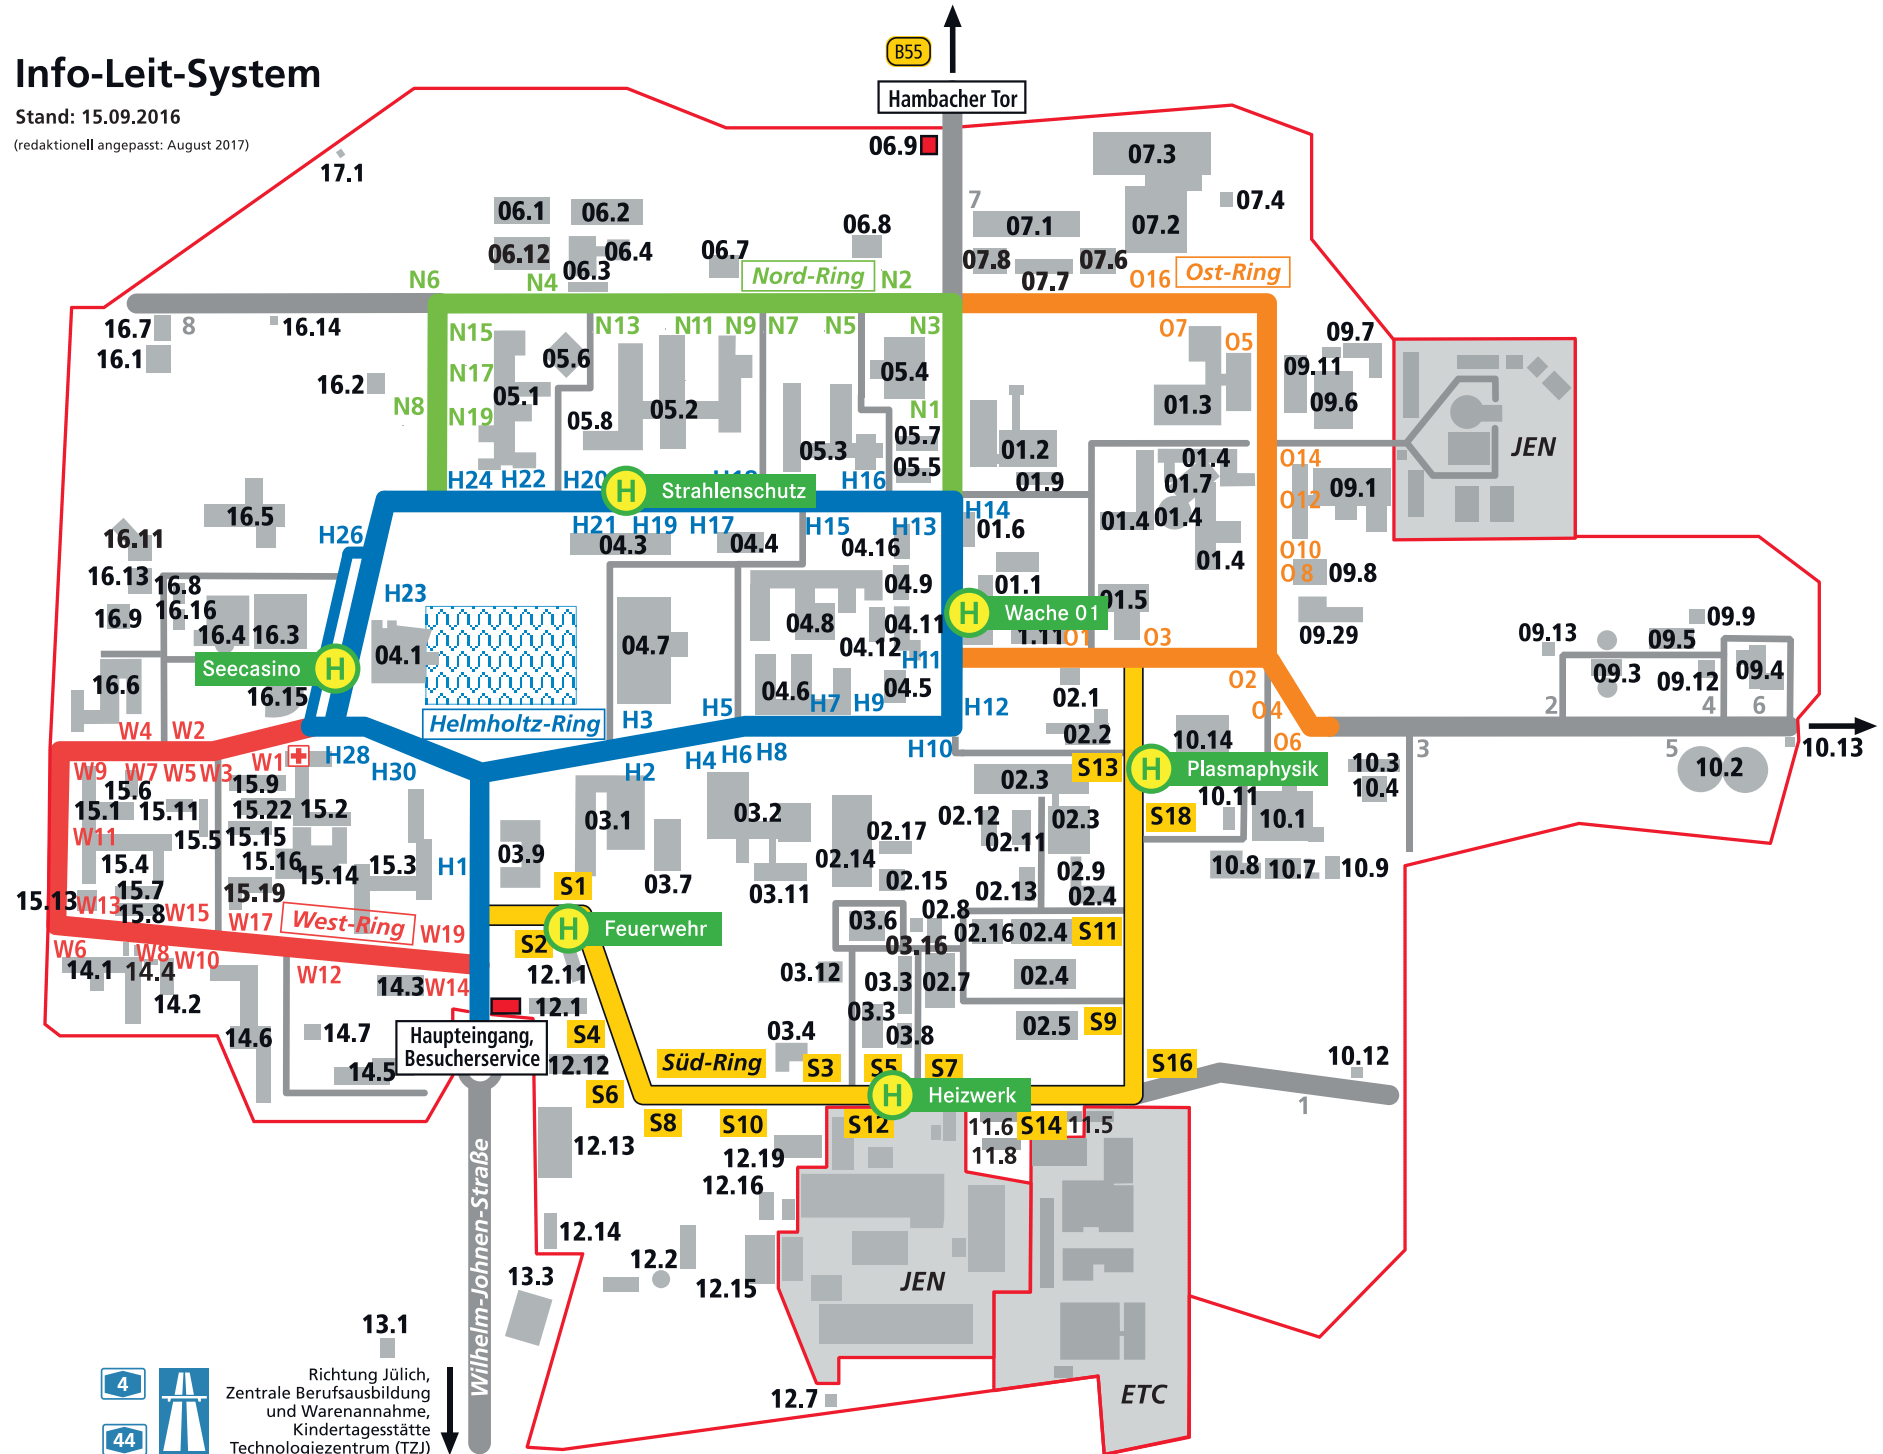 Info-Leit-System
Stand: 15.09.2016
(redaktionell angepasst: August 2017)
B55
Hambacher Tor
06.9
17.1
07.3
7
07.4
06.1
06.2
06.8
07.1
07.2
06.12
06.4
06.3
06.7
07.8
07.7
07.6
N6
N4
Nord-Ring
N2
O16
Ost-Ring
16.7
8
16.14
N15
N13
N11
N9
N7
N5
N3
O7
O5
09.7
16.1
05.6
05.4
09.11
16.2
N17
05.1
N8
N19
05.8
05.2
N1
01.3
09.6
05.7
05.3
01.2
JEN
05.5
01.4
O14
H24
H22
H20
H
Strahlenschutz
H16
01.9
01.7
O12
09.1
16.5
H14
H26
H21
H19
H17
H15
H13
01.6
01.4
01.4
16.11
04.3
04.4
04.16
O10
01.4
16.13
16.8
H23
04.9
01.1
O8
09.8
16.9
16.16
16.4
16.3
04.8
04.11
H
Wache 01
01.5
09.9
04.7
04.12
1.11
O1
O3
09.29
09.13
09.5
Seecasino
H
04.1
H11
09.3
09.12
09.4
16.6
16.15
04.6
04.5
02.1
O2
H7
H9
H5
H12
O4
2
4
6
W4
W2
Helmholtz-Ring
H3
02.2
10.14
O6
H10
3
5
10.13
W1
H28
H4
H6
H8
W9
W7
W5
W3
H30
H2
S13
H
Plasmaphysik
10.3
10.2
15.6
15.9
02.3
10.4
15.1
15.11
15.22
15.2
10.11
03.1
03.2
02.12
02.3
S18
10.1
W11
15.5
15.15
02.17
02.11
15.4
15.16
15.14
15.3
H1
03.9
02.14
10.8
10.7
10.9
15.7
15.19
S1
03.7
03.11
02.15
02.13
02.9
02.4
15.13
W13
15.8
W15
W17
West-Ring
W19
H
Feuerwehr
03.6
02.8
02.16
02.4
S11
W6
W8
W10
S2
03.16
14.1
14.4
W12
12.11
03.12
03.3
02.7
02.4
14.2
14.3
W14
12.1
03.3
14.6
14.7
Haupteingang,
Besucherservice
S4
03.4
03.8
02.5
S9
14.5
12.12
Süd-Ring
S3
S5
S7
S16
10.12
S6
H
Heizwerk
1
S8
S10
S12
11.6
S14
11.5
12.13
12.19
11.8
12.16
12.14
12.2
12.15
13.3
JEN
Wilhelm-Johnen-Straße
13.1
4
44
Richtung Jülich,
Zentrale Berufsausbildung
und Warenannahme,
Kindertagesstätte
Technologiezentrum (TZJ)
12.7
ETC